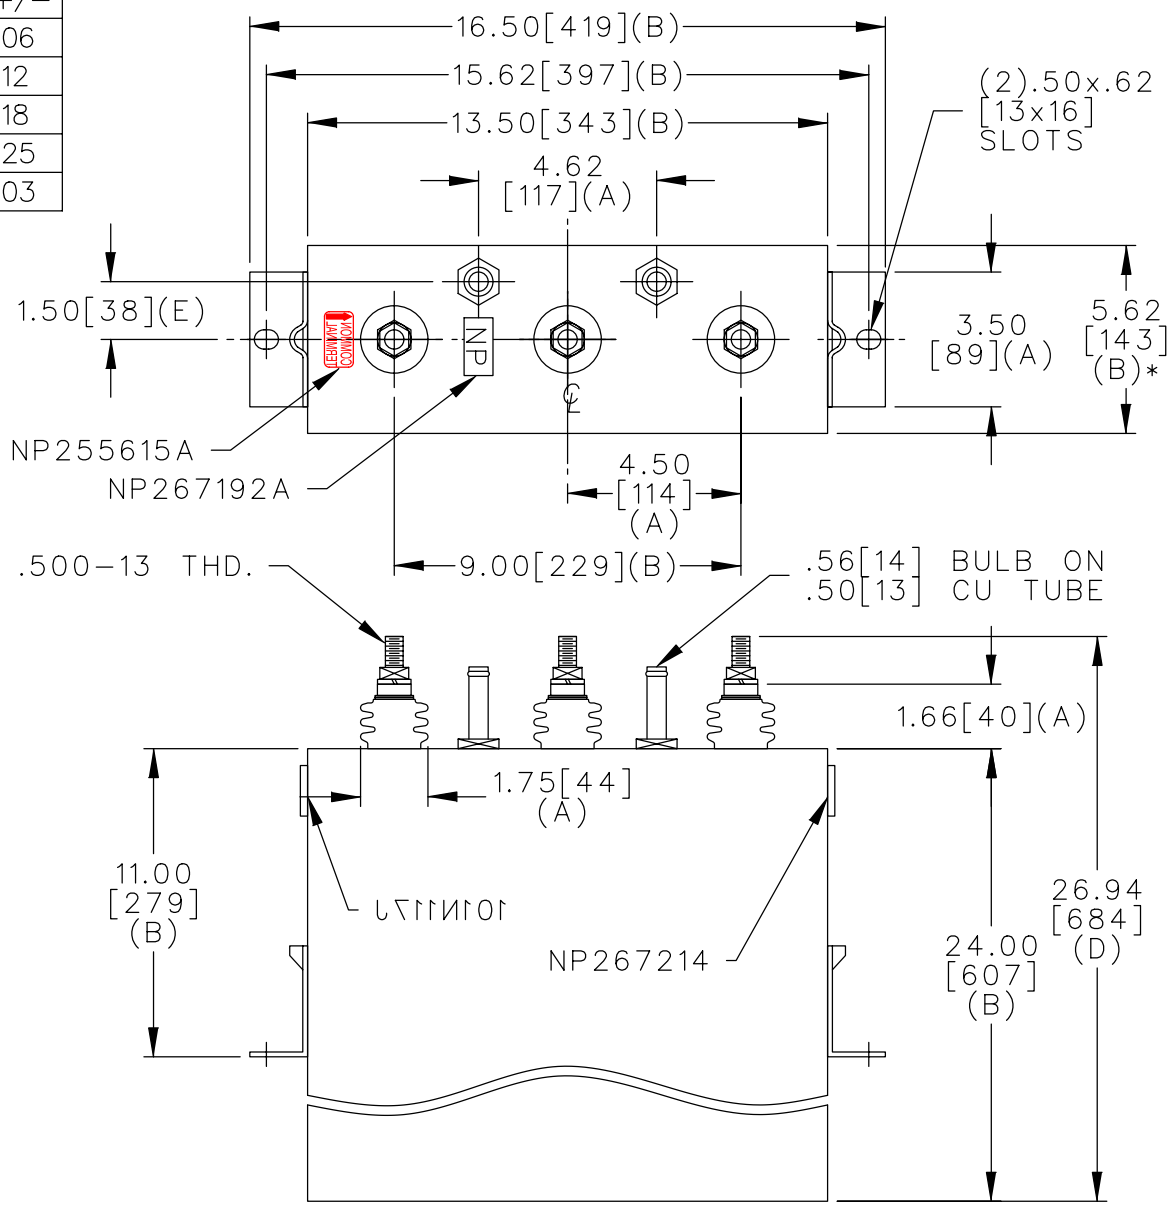 +/-
06
12
18
25
03
16.50[419](B)
15.62[397](B)
13.50[343](B)
4.62
[117](A)
(2).50x.62
[13x16]
SLOTS
1.50[38](E)
COMMON
TERMINAL
NP
℄
3.50
[89](A)
5.62
[143]
(B)*
NP255615A
NP267192A
4.50
[114]
(A)
9.00[229](B)
.500-13 THD.
.56[14] BULB ON
.50[13] CU TUBE
1.66[40](A)
1.75[44]
(A)
11.00
[279]
(B)
101N117J
NP267214
24.00
[607]
(B)
26.94
[684]
(D)